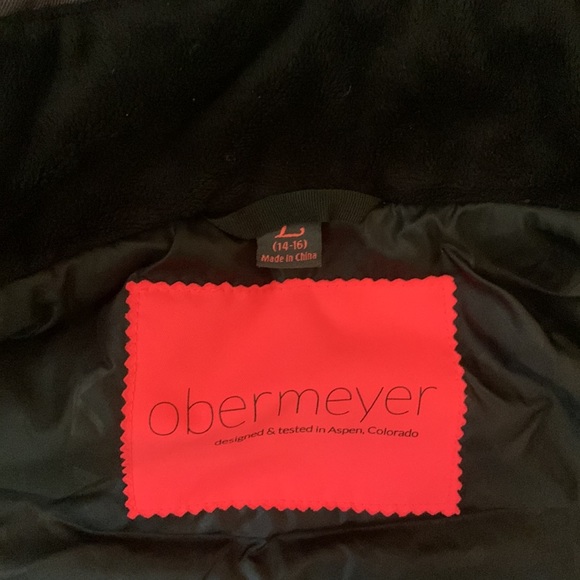 L
(14-16)
Made in China
obermeyer
designed & tested in Aspen, Colorado